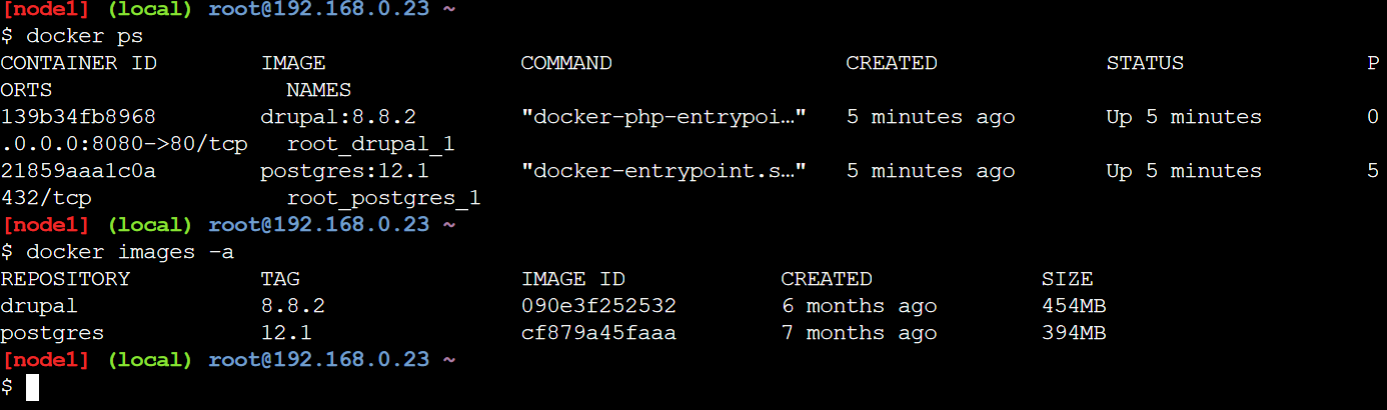 [node1] (local) root@192.168.0.23 ~
$ docker ps
CONTAINER ID        IMAGE               COMMAND                  CREATED             STATUS              P
ORTS                  NAMES
139b34fb8968        drupal:8.8.2        "docker-php-entrypoi…"   5 minutes ago       Up 5 minutes        0
.0.0.0:8080->80/tcp   root_drupal_1
21859aaa1c0a        postgres:12.1       "docker-entrypoint.s…"   5 minutes ago       Up 5 minutes        5
432/tcp               root_postgres_1
[node1] (local) root@192.168.0.23 ~
$ docker images -a
REPOSITORY          TAG                 IMAGE ID            CREATED             SIZE
drupal              8.8.2               090e3f252532        6 months ago        454MB
postgres            12.1                cf879a45faaa        7 months ago        394MB
[node1] (local) root@192.168.0.23 ~
$